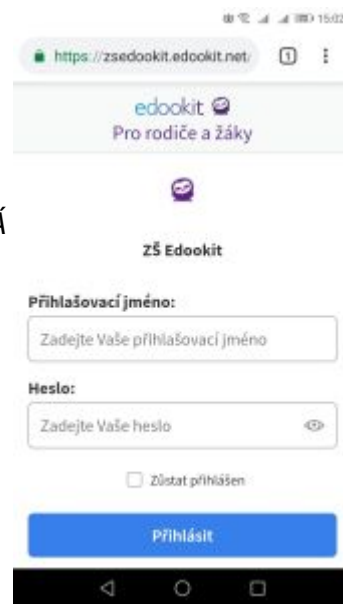 15:02
https://zsedookit.edookit.net/
1
edookit
Pro rodiče a žáky
Á
ZŠ Edookit
Přihlašovací jméno:
Zadejte Vaše přihlašovací jméno
Heslo:
Zadejte Vaše heslo
Zůstat přihlášen
Přihlásit